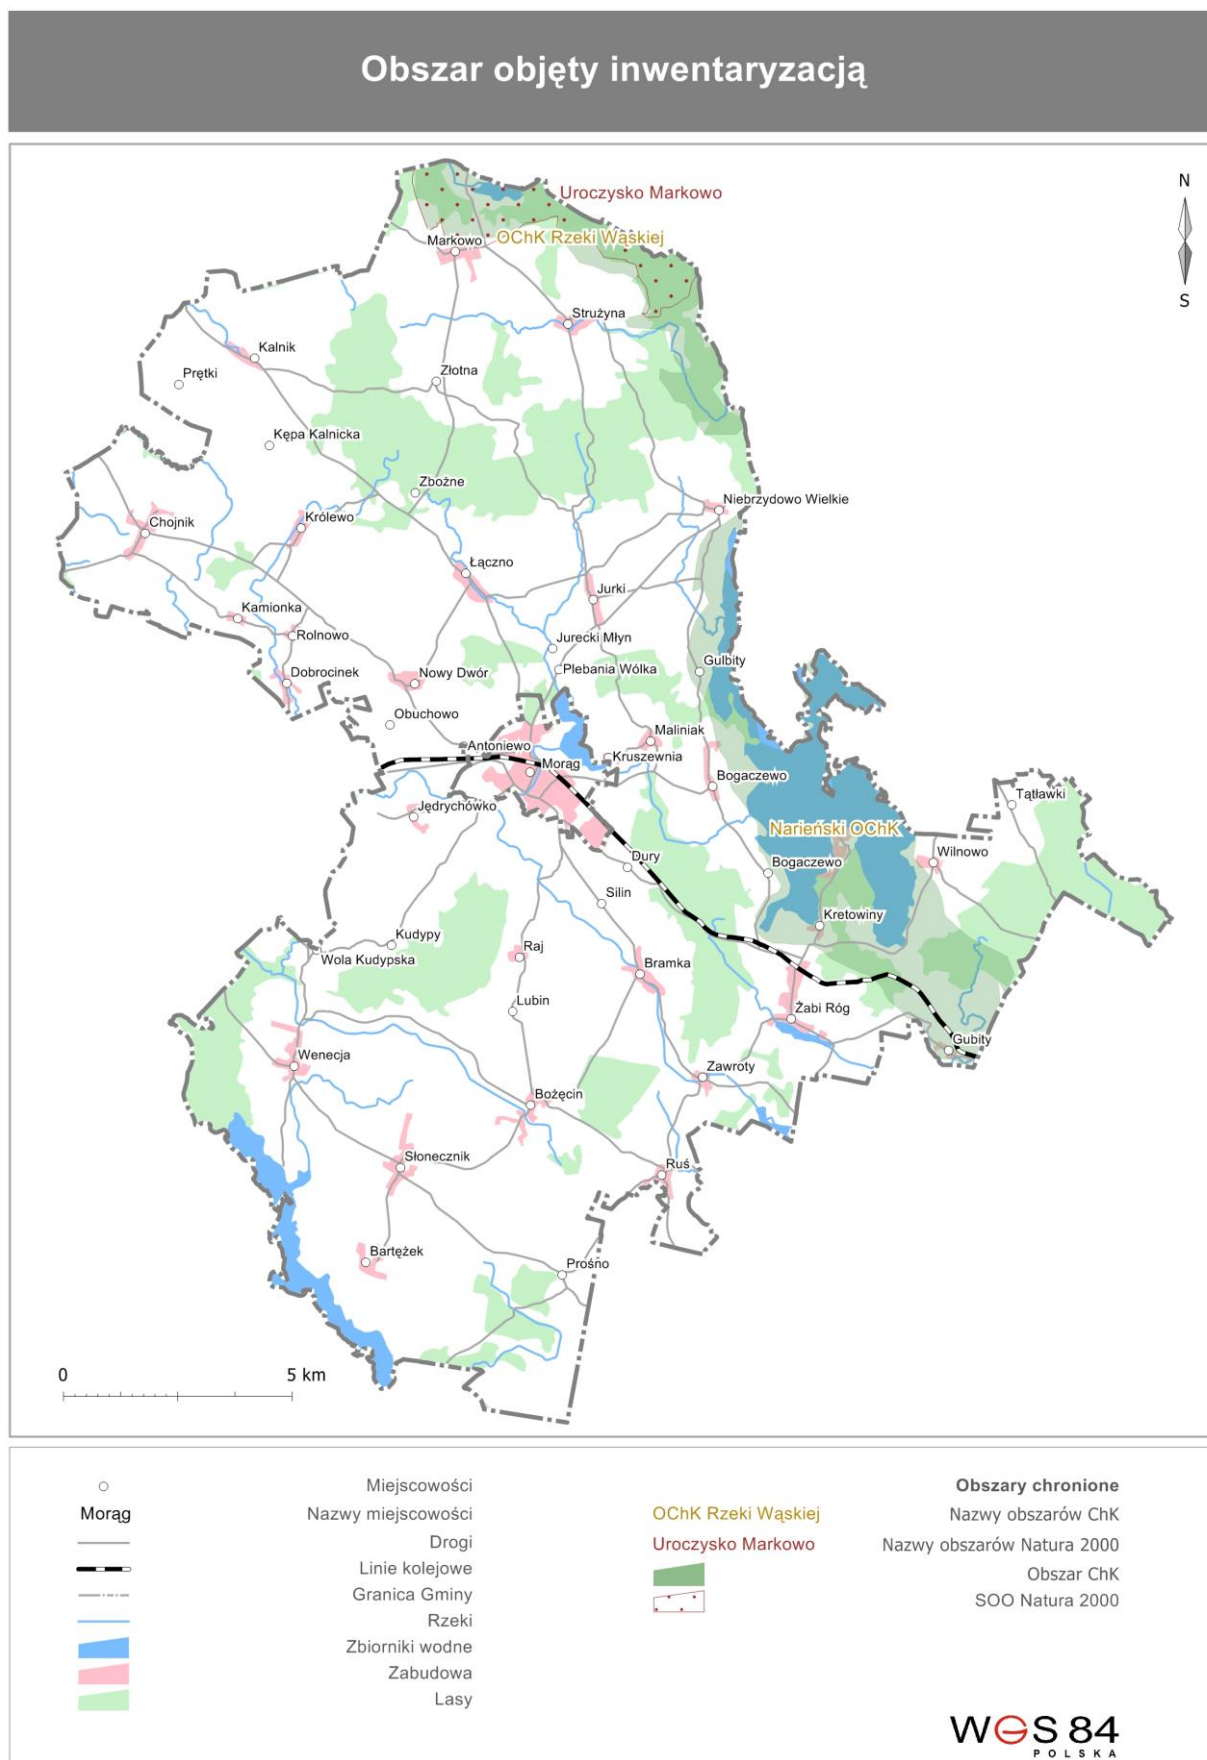 Obszar objęty inwentaryzacją
N
S
Uroczysko Markowo
OChK Rzeki Wąskiej
Markowo
Strużyna
Kalnik
Prętki
Złotna
Kępa Kalnicka
Zbożne
Niebrzydowo Wielkie
Chojnik
Królewo
Łączno
Jurki
Kamionka
Rolnowo
Jurecki Młyn
Plebania Wólka
Gulbity
Dobrocinek
Nowy Dwór
Obuchowo
Maliniak
Antoniewo
Kruszewnia
Morąg
Bogaczewo
Tątławki
Jędrychówko
Narieński OChK
Wilnowo
Dury
Bogaczewo
Silin
Kretowiny
Kudypy
Wola Kudypska
Raj
Bramka
Lubin
Żabi Róg
Gubity
Wenecja
Zawroty
Bożęcin
Słonecznik
Ruś
Bartężek
Prośno
0 5 km
Miejscowości
Morąg Nazwy miejscowości
Drogi
Linie kolejowe
Granica Gminy
Rzeki
Zbiorniki wodne
Zabudowa
Lasy
Obszary chronione
OChK Rzeki Wąskiej Nazwy obszarów ChK
Uroczysko Markowo Nazwy obszarów Natura 2000
Obszar ChK
SOO Natura 2000
WGS 84
POLSKA